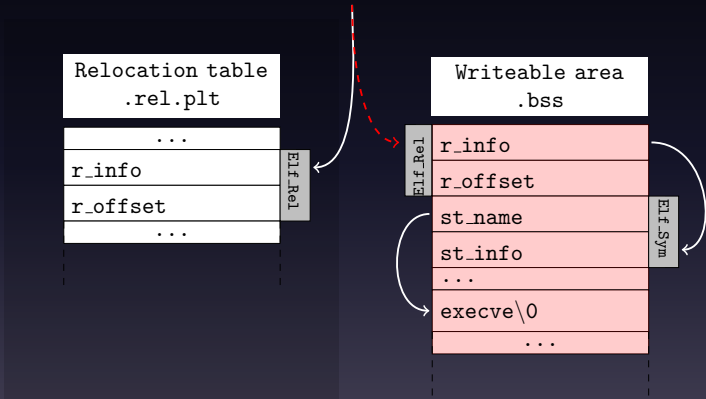 Relocation table
.rel.plt
...
r_info
r_offset
...
Elf_Rel
Writeable area
.bss
Elf_Rel
r_info
r_offset
st_name
st_info
...
execve\0
...
Elf_Sym